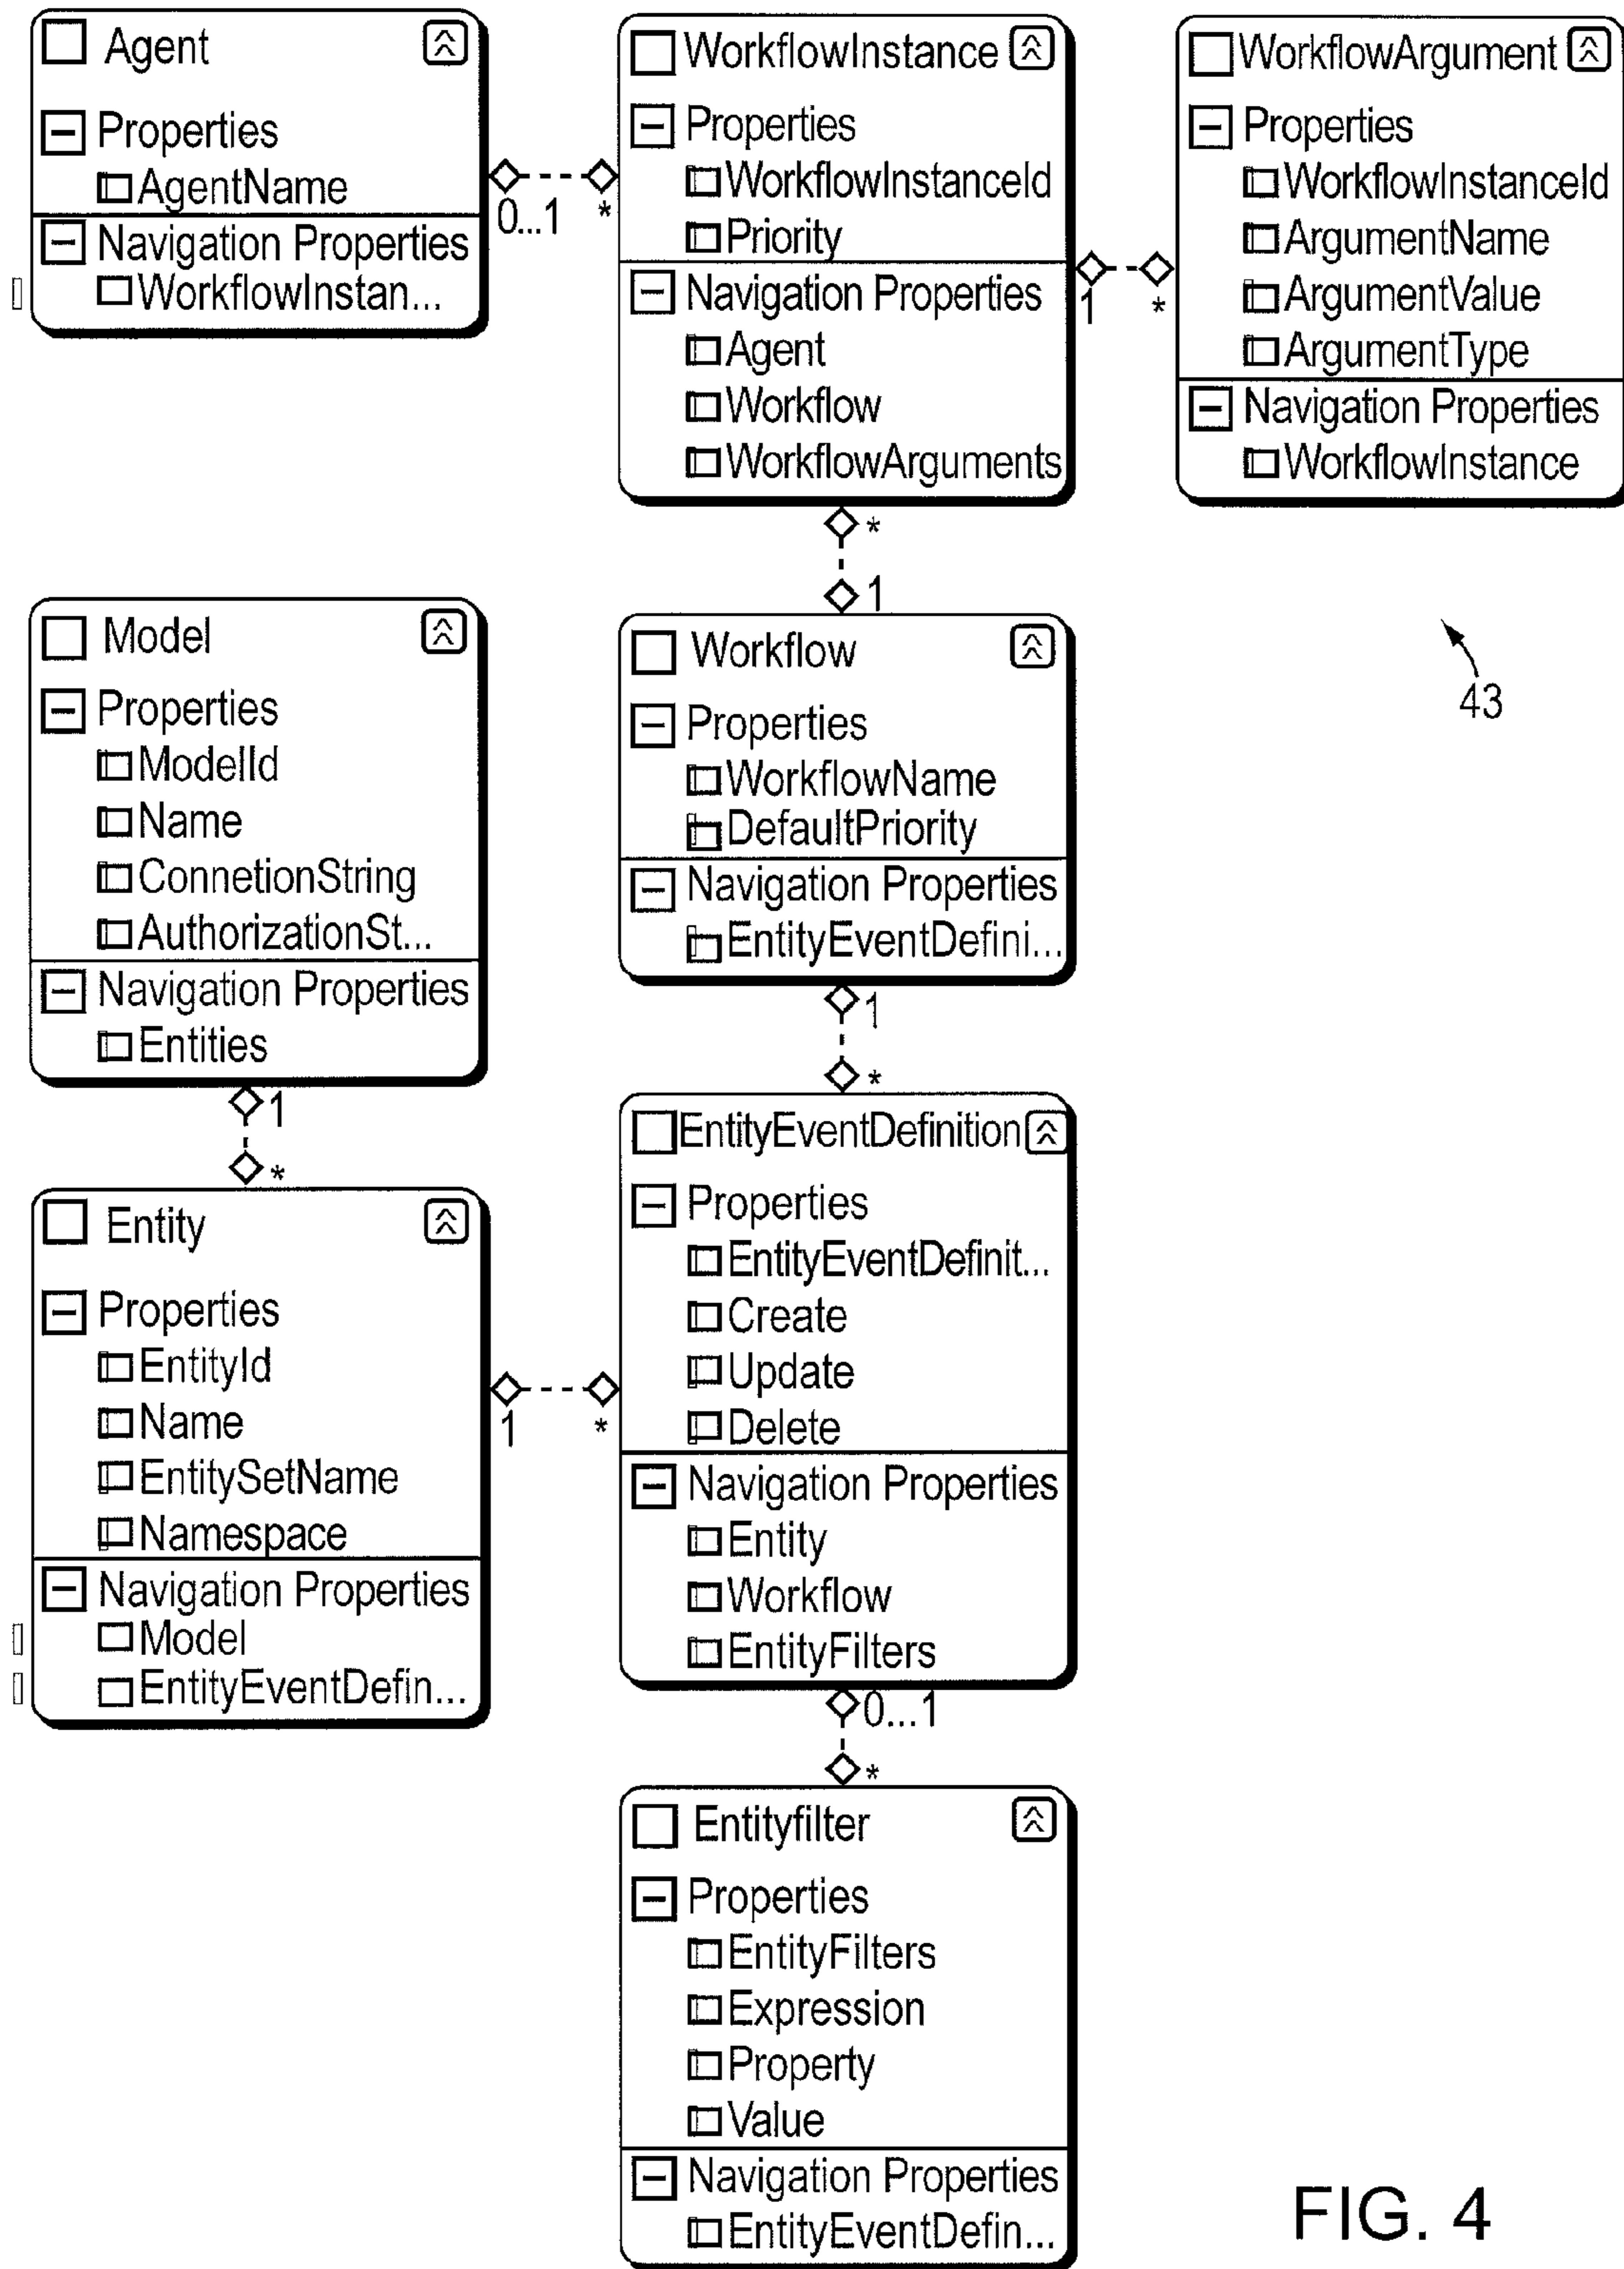 Agent
Properties
AgentName
Navigation Properties
WorkflowInstan...
0...1
*
WorkflowInstance
Properties
WorkflowInstanceId
Priority
Navigation Properties
Agent
Workflow
WorkflowArguments
1
*
WorkflowArgument
Properties
WorkflowInstanceId
ArgumentName
ArgumentValue
ArgumentType
Navigation Properties
WorkflowInstance
*
1
43
Model
Properties
ModelId
Name
ConnetionString
AuthorizationSt...
Navigation Properties
Entities
1
*
Workflow
Properties
WorkflowName
DefaultPriority
Navigation Properties
EntityEventDefini...
1
*
Entity
Properties
EntityId
Name
EntitySetName
Namespace
Navigation Properties
Model
EntityEventDefin...
1
*
EntityEventDefinition
Properties
EntityEventDefinit...
Create
Update
Delete
Navigation Properties
Entity
Workflow
EntityFilters
0...1
*
Entityfilter
Properties
EntityFilters
Expression
Property
Value
Navigation Properties
EntityEventDefin...
FIG. 4